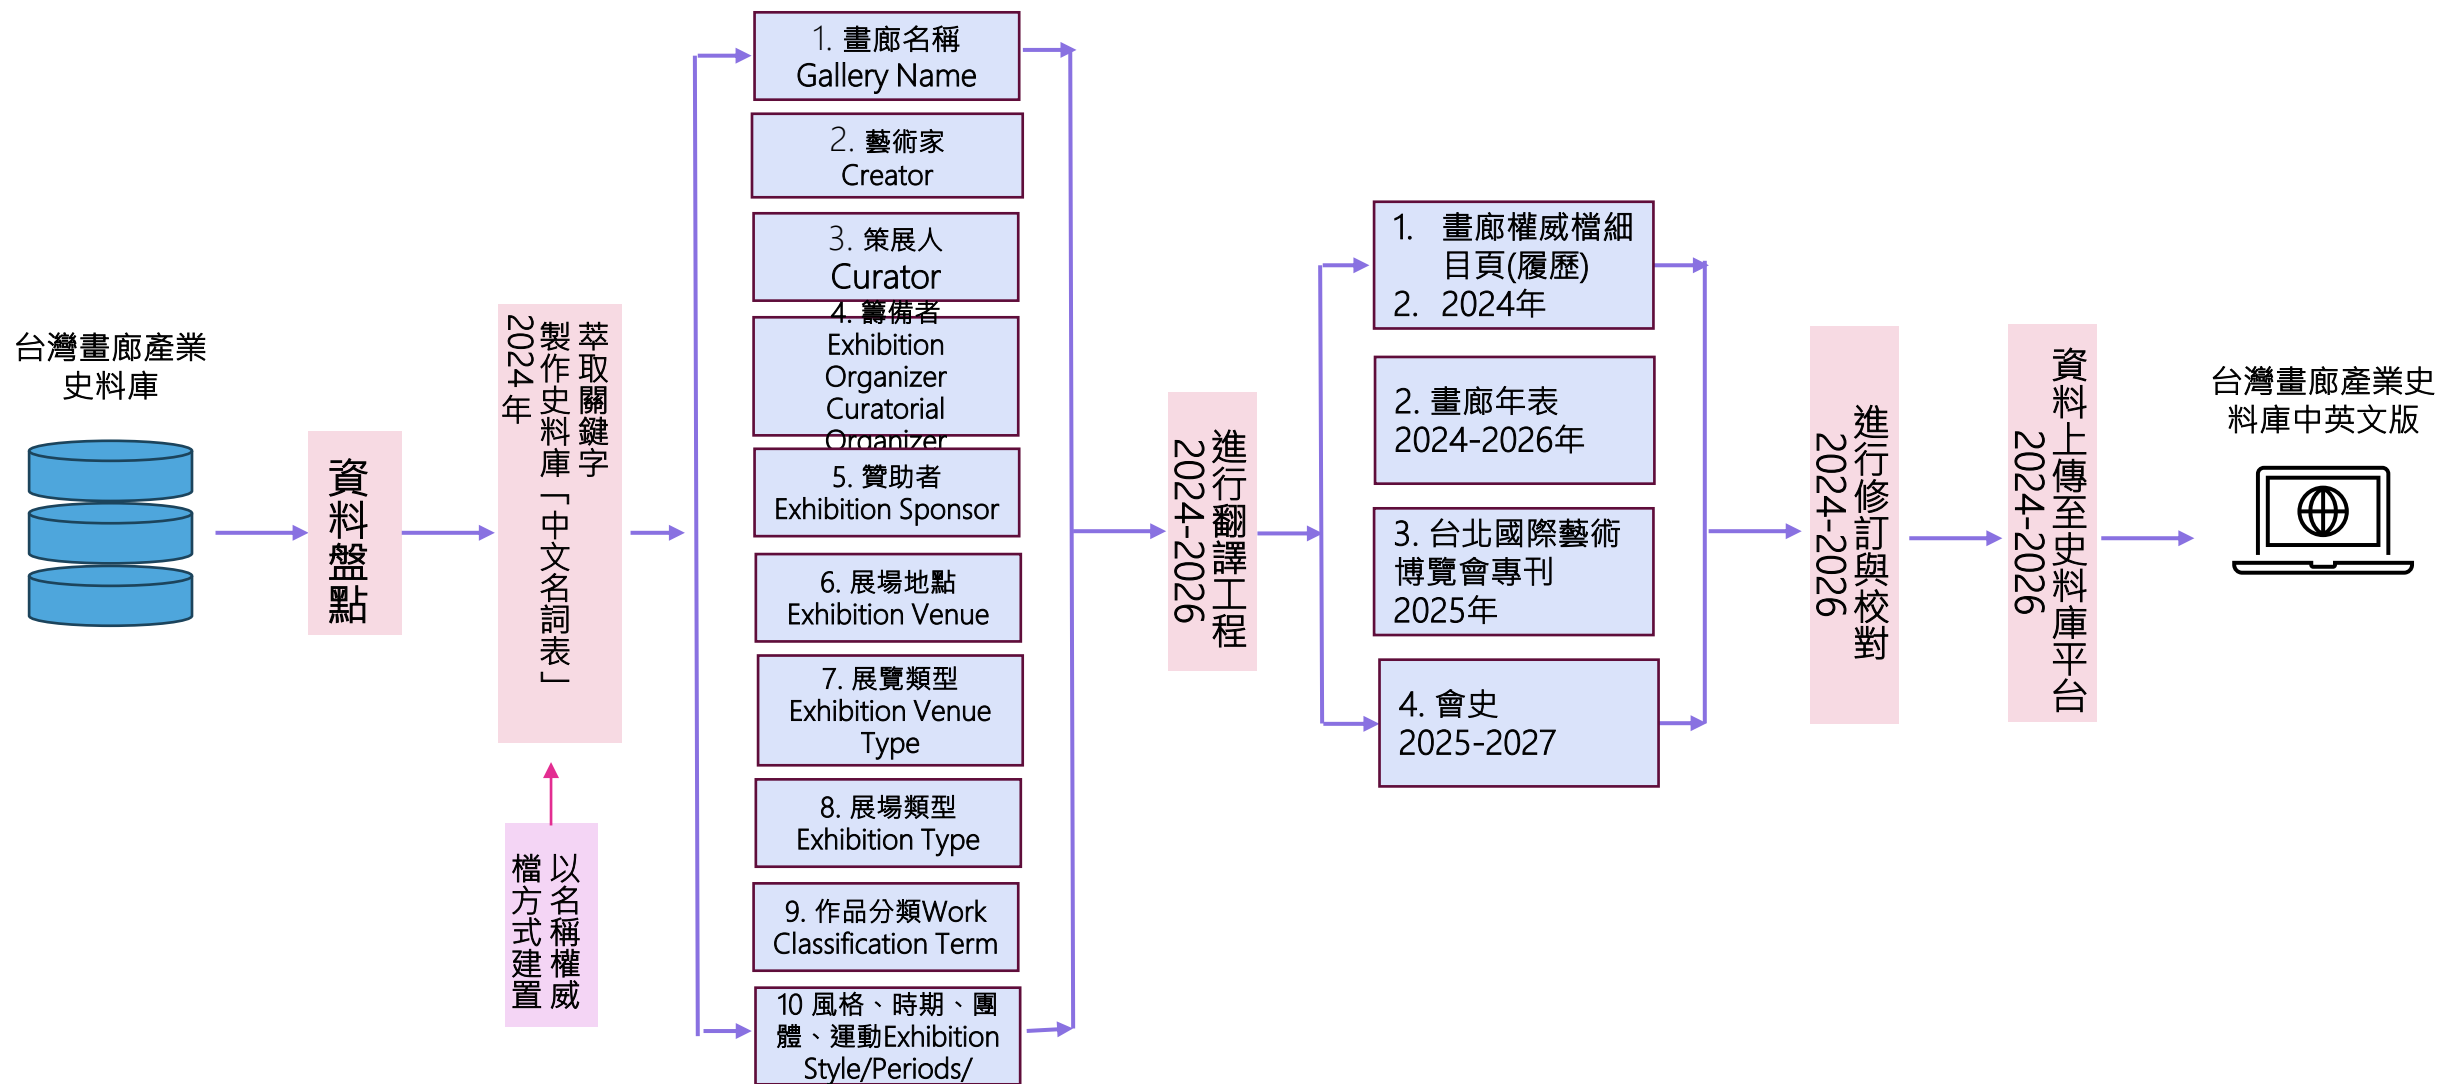 台灣畫廊產業
史料庫
資料盤點
萃取關鍵字
製作史料庫「中文名詞表」
2024年
以名稱權威
檔方式建置
1. 畫廊名稱
Gallery Name
2. 藝術家
Creator
3. 策展人
Curator
4. 籌備者
Exhibition
Organizer
Curatorial
Organizer
5. 贊助者
Exhibition Sponsor
6. 展場地點
Exhibition Venue
7. 展覽類型
Exhibition Venue
Type
8. 展場類型
Exhibition Type
9. 作品分類Work
Classification Term
10 風格、時期、團
體、運動Exhibition
Style/Periods/
進行翻譯工程
2024-2026
1. 畫廊權威檔細
目頁(履歷)
2. 2024年
2. 畫廊年表
2024-2026年
3. 台北國際藝術
博覽會專刊
2025年
4. 會史
2025-2027
進行修訂與校對
2024-2026
資料上傳至史料庫平台
2024-2026
台灣畫廊產業史
料庫中英文版